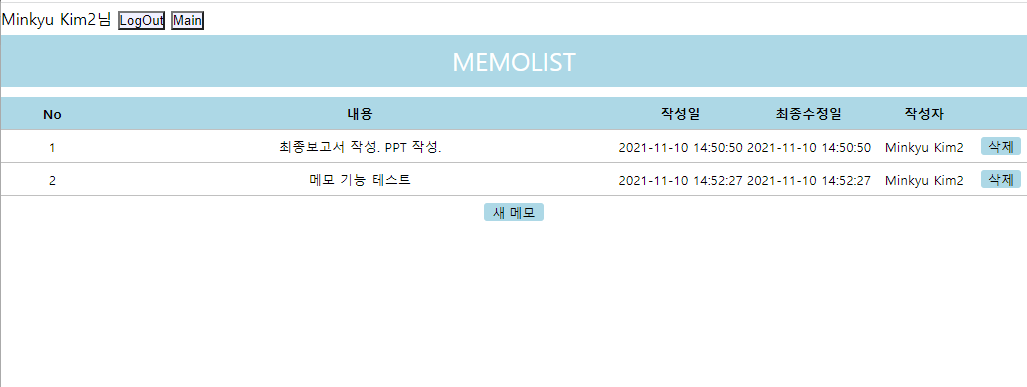 Minkyu Kim2님 LogOut Main
MEMOLIST
No 내용 작성일 최종수정일 작성자
1 최종보고서 작성. PPT 작성. 2021-11-10 14:50:50 2021-11-10 14:50:50 Minkyu Kim2 삭제
2 메모 기능 테스트 2021-11-10 14:52:27 2021-11-10 14:52:27 Minkyu Kim2 삭제
새 메모